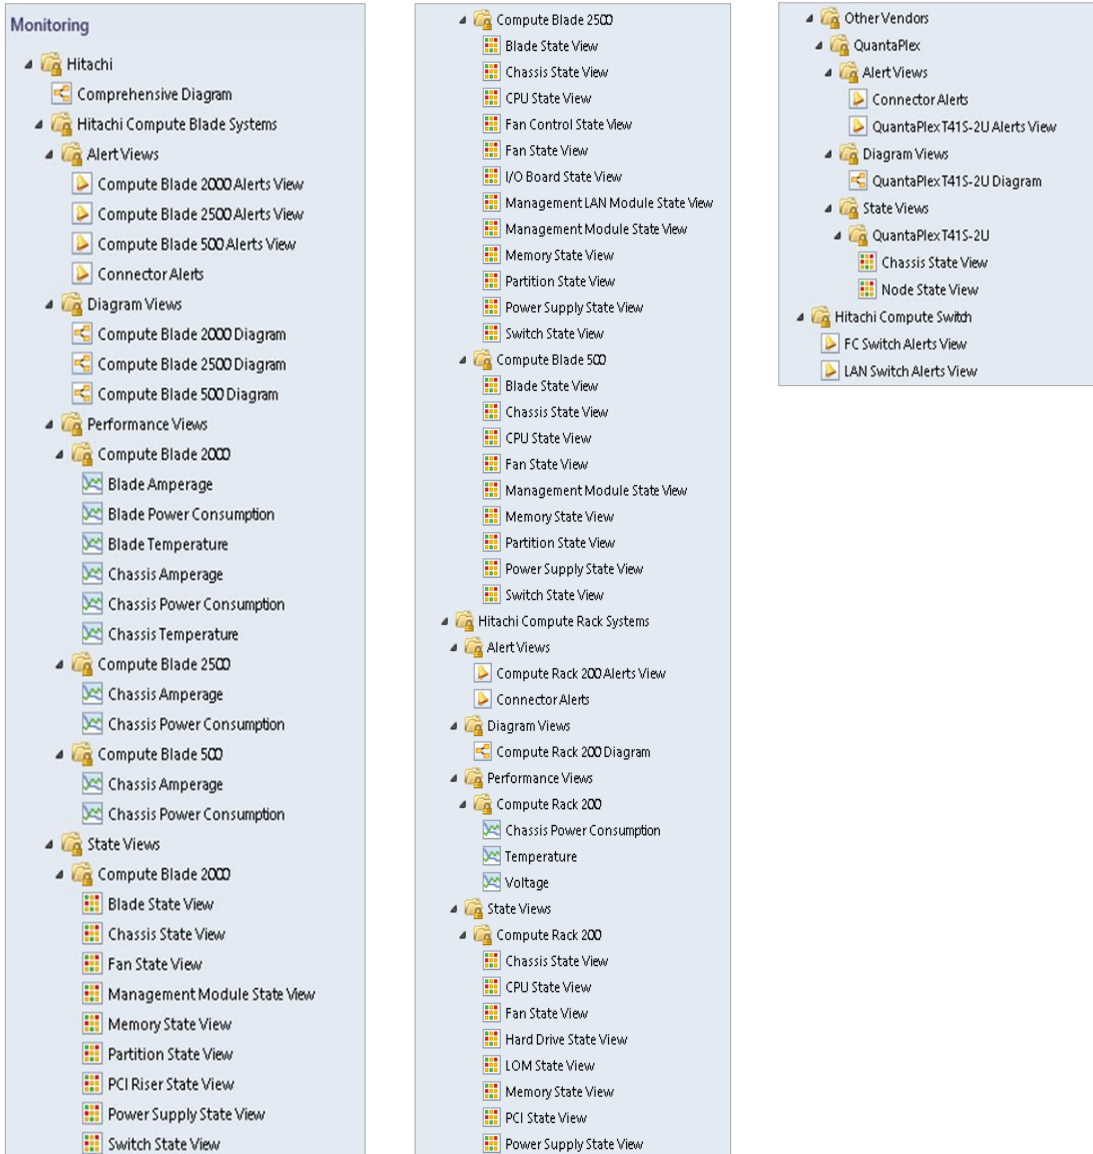 Monitoring
Hitachi
Comprehensive Diagram
Hitachi Compute Blade Systems
Alert Views
Compute Blade 2000 Alerts View
Compute Blade 2500 Alerts View
Compute Blade 500 Alerts View
Connector Alerts
Diagram Views
Compute Blade 2000 Diagram
Compute Blade 2500 Diagram
Compute Blade 500 Diagram
Performance Views
Compute Blade 2000
Blade Amperage
Blade Power Consumption
Blade Temperature
Chassis Amperage
Chassis Power Consumption
Chassis Temperature
Compute Blade 2500
Chassis Amperage
Chassis Power Consumption
Compute Blade 500
Chassis Amperage
Chassis Power Consumption
State Views
Compute Blade 2000
Blade State View
Chassis State View
Fan State View
Management Module State View
Memory State View
Partition State View
PCI Riser State View
Power Supply State View
Switch State View
Compute Blade 2500
Blade State View
Chassis State View
CPU State View
Fan Control State View
Fan State View
I/O Board State View
Management LAN Module State View
Management Module State View
Memory State View
Partition State View
Power Supply State View
Switch State View
Compute Blade 500
Blade State View
Chassis State View
CPU State View
Fan State View
Management Module State View
Memory State View
Partition State View
Power Supply State View
Switch State View
Hitachi Compute Rack Systems
Alert Views
Compute Rack 200 Alerts View
Connector Alerts
Diagram Views
Compute Rack 200 Diagram
Performance Views
Compute Rack 200
Chassis Power Consumption
Temperature
Voltage
State Views
Compute Rack 200
Chassis State View
CPU State View
Fan State View
Hard Drive State View
LOM State View
Memory State View
PCI State View
Power Supply State View
Other Vendors
QuantaPlex
Alert Views
Connector Alerts
QuantaPlex T41S-2U Alerts View
Diagram Views
QuantaPlex T41S-2U Diagram
State Views
QuantaPlex T41S-2U
Chassis State View
Node State View
Hitachi Compute Switch
FC Switch Alerts View
LAN Switch Alerts View